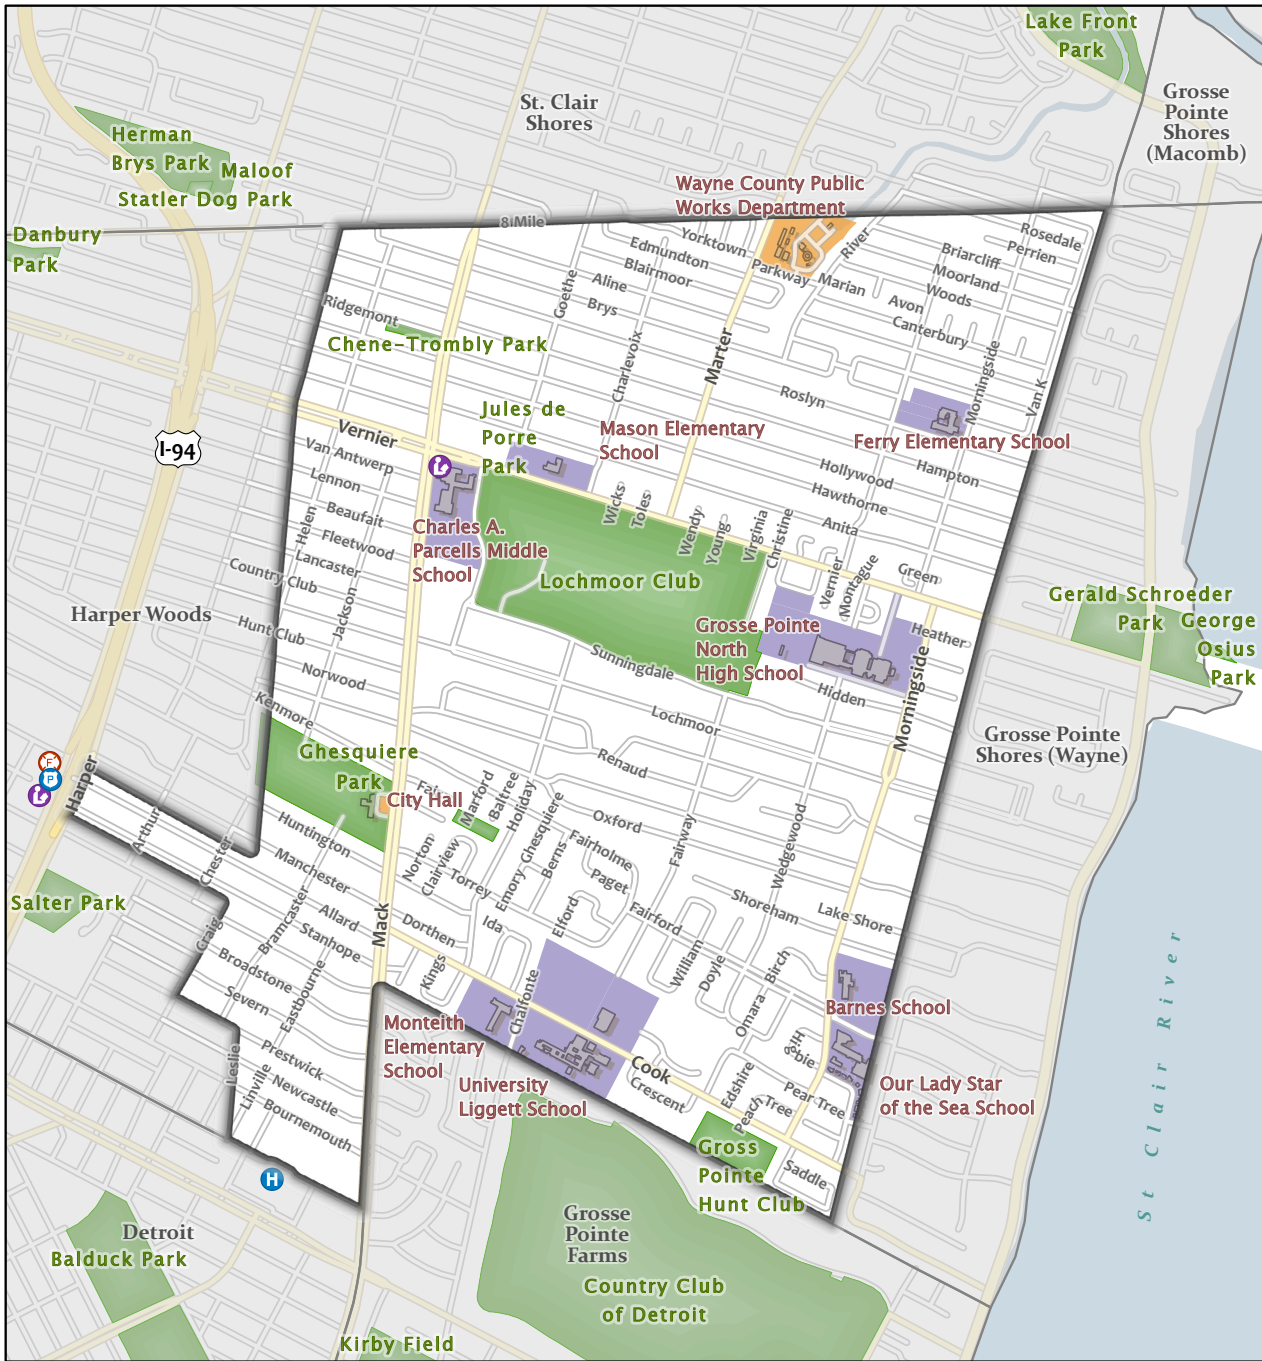 Lake Front
Park
Grosse
Pointe
Shores
(Macomb)
St. Clair
Shores
Herman
Brys Park
Maloof
Statler Dog Park
Danbury
Park
Wayne County Public
Works Department
8 Mile
Yorktown
Edmundton
Blairmoor
Aline
Brys
Goethe
Parkway
River
Marian
Avon
Canterbury
Briarcliff
Moorland
Woods
Rosedale
Perrien
Ridgemont
Chene-Trombly Park
Charlevoix
Marter
Roslyn
Morningside
Van K
Ferry Elementary School
Jules de
Porre
Park
Mason Elementary
School
Vernier
Van Antwerp
Lennon
Beaufait
Fleetwood
Helen
Lancaster
Country Club
Hunt Club
Jackson
Norwood
Kenmore
I-94
Hollywood
Hampton
Hawthorne
Anita
Green
Wicks
Toles
Wendy
Young
Virginia
Christine
Vernier
Montague
Heather
Charles A.
Parcells Middle
School
Lochmoor Club
Grosse Pointe
North
High School
Hidden
Morningside
Sunningdale
Lochmoor
Renaud
Harper Woods
Gerald Schroeder
Park
George
Osius
Park
Grosse Pointe
Shores (Wayne)
F
P
Harper
Ghesquiere
Park
City Hall
Fair
Marford
Baltree
Holiday
Ghesquiere
Berns
Emory
Norton
Clairview
Torrey
Oxford
Fairholme
Paget
Fairway
Wedgewood
Fairford
Elford
Ida
Dorthen
Kings
Shoreham
Lake Shore
Arthur
Chester
Craig
Huntington
Manchester
Allard
Stanhope
Bramcaster
Broadstone
Severn
Eastbourne
Mack
Salter Park
William
Doyle
Birch
Omara
Barnes School
Chalfonte
Monteith
Elementary
School
University
Liggett School
Cook
Crescent
Edshire
Peach
Tree
Pear Tree
Saddle
Our Lady Star
of the Sea School
Leslie
Linville
Prestwick
Newcastle
Bournemouth
H
Gross
Pointe
Hunt Club
Grosse
Pointe
Farms
Country Club
of Detroit
Detroit
Balduck Park
Kirby Field
St Clair River